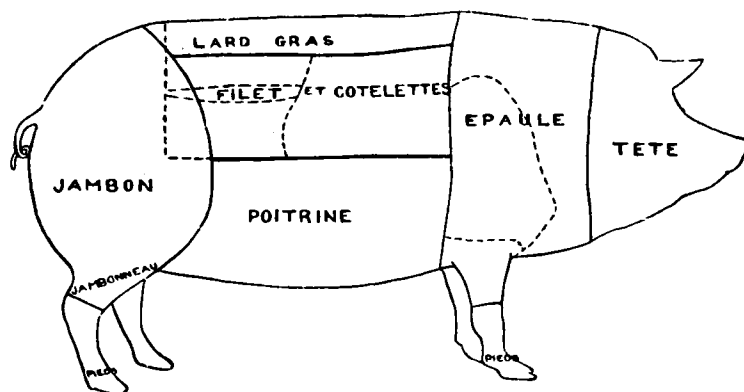 LARD GRAS
FILET ET COTELETTES
EPAULE
TETE
JAMBON
POITRINE
JAMBONNEAU
PIEDS
PIEDS